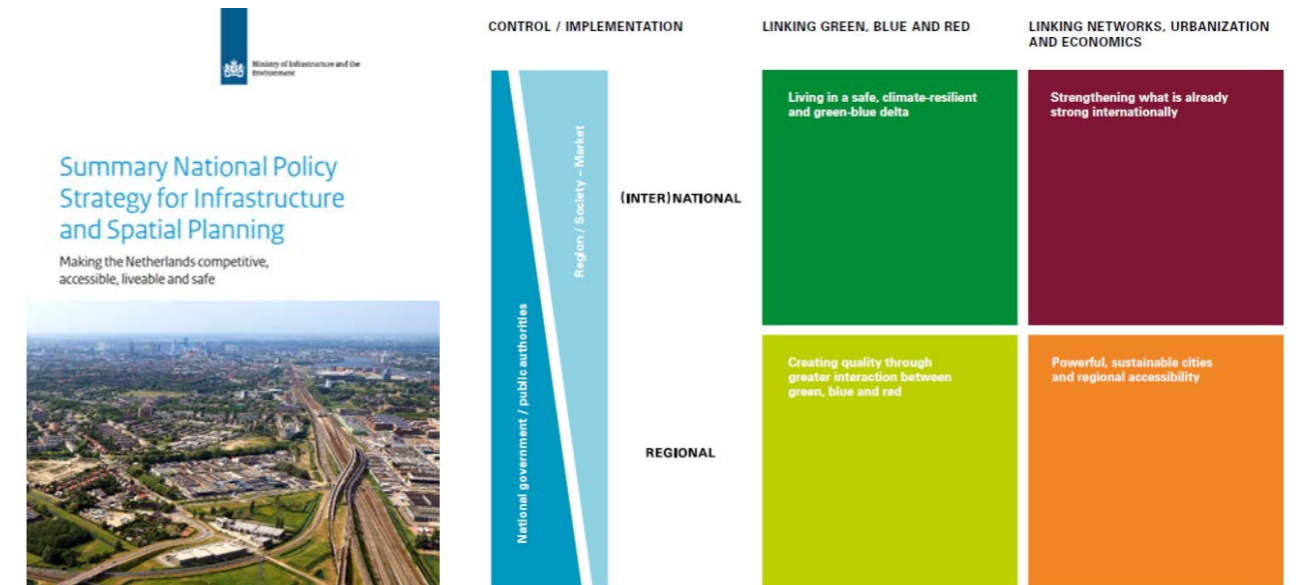 Ministry of Infrastructure and the
Environment
Summary National Policy
Strategy for Infrastructure
and Spatial Planning
Making the Netherlands competitive,
accessible, liveable and safe
CONTROL / IMPLEMENTATION
National government / public authorities
Region / Society – Market
(INTER)NATIONAL
REGIONAL
LINKING GREEN, BLUE AND RED
Living in a safe, climate-resilient
and green-blue delta
Creating quality through
greater interaction between
green, blue and red
LINKING NETWORKS, URBANIZATION
AND ECONOMICS
Strengthening what is already
strong internationally
Powerful, sustainable cities
and regional accessibility